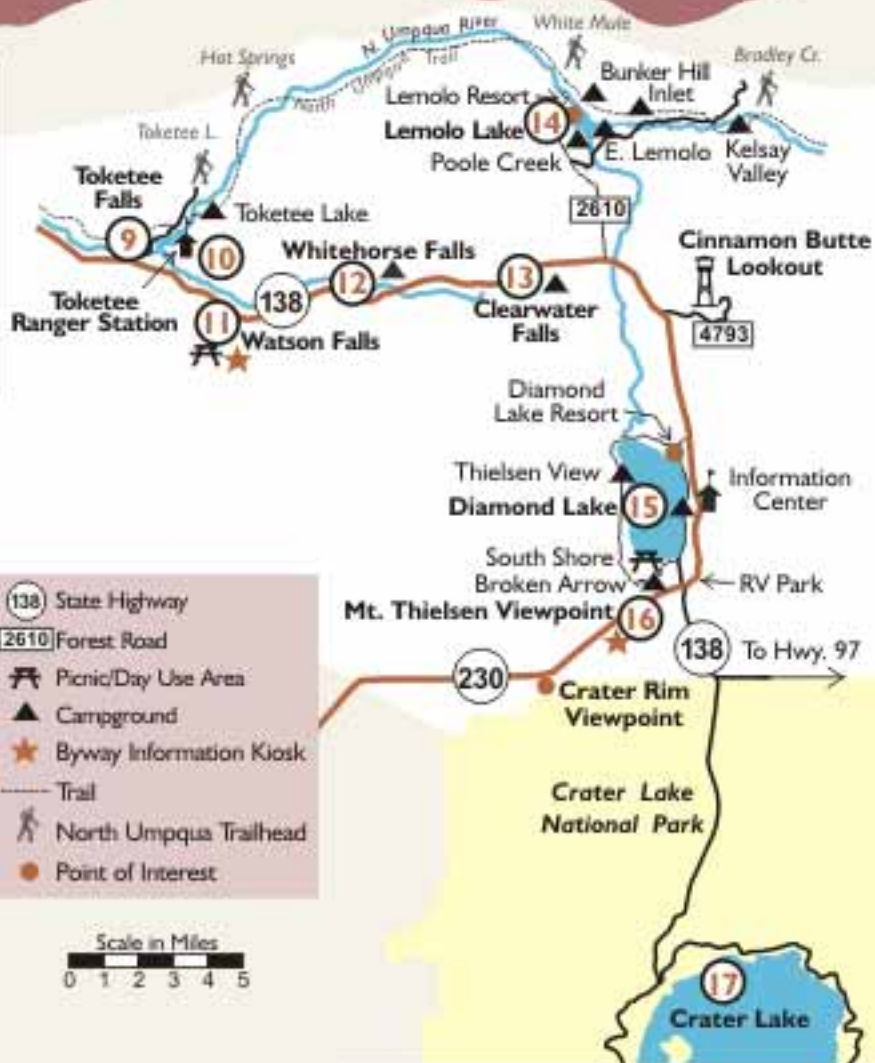 White Mule
N. Umpqua River
Hot Springs
North Umpqua Trail
Bradley Cr.
Bunker Hill
Inlet
Lemolo Resort
14
Lemolo Lake
Toketee L.
Poole Creek
E. Lemolo
Kelsay
Valley
Toketee
Falls
Toketee Lake
2610
9
10
Whitehorse Falls
Cinnamon Butte
Lookout
12
13
138
Toketee
Ranger Station
11
Clearwater
Falls
4793
Watson Falls
Diamond
Lake Resort
Thielsen View
Information
Center
Diamond Lake
15
South Shore
Broken Arrow
RV Park
Mt. Thielsen Viewpoint
16
138
To Hwy. 97
230
Crater Rim
Viewpoint
138 State Highway
2610 Forest Road
Picnic/Day Use Area
Campground
Byway Information Kiosk
Trail
North Umpqua Trailhead
Point of Interest
Crater Lake
National Park
Scale in Miles
0 1 2 3 4 5
17
Crater Lake